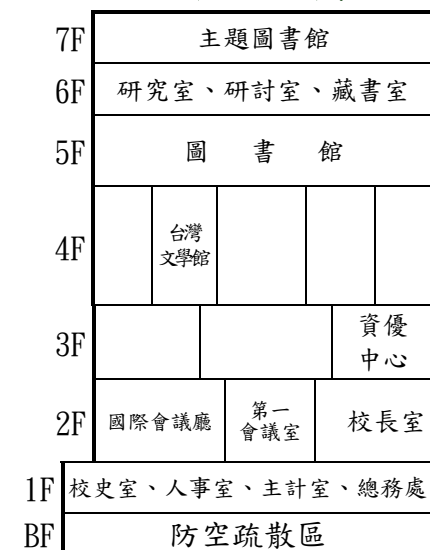 7F 主題圖書館
6F 研究室、研討室、藏書室
5F 圖書館
4F 台灣
文學館
3F 資優
中心
2F 國際會議廳 第一
會議室 校長室
1F 校史室、人事室、主計室、總務處
BF 防空疏散區